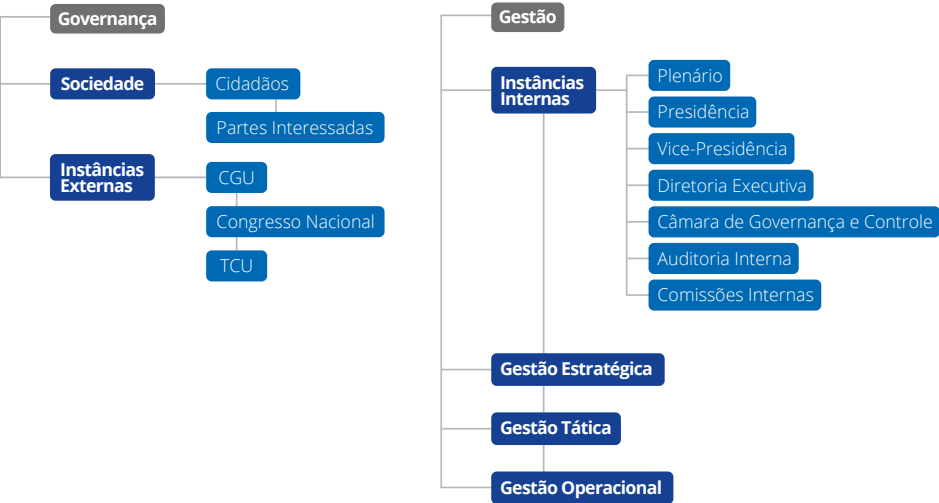 Governança
Sociedade
Cidadãos
Partes Interessadas
Instâncias
Externas
CGU
Congresso Nacional
TCU
Gestão
Instâncias
Internas
Plenário
Presidência
Vice-Presidência
Diretoria Executiva
Câmara de Governança e Controle
Auditoria Interna
Comissões Internas
Gestão Estratégica
Gestão Tática
Gestão Operacional